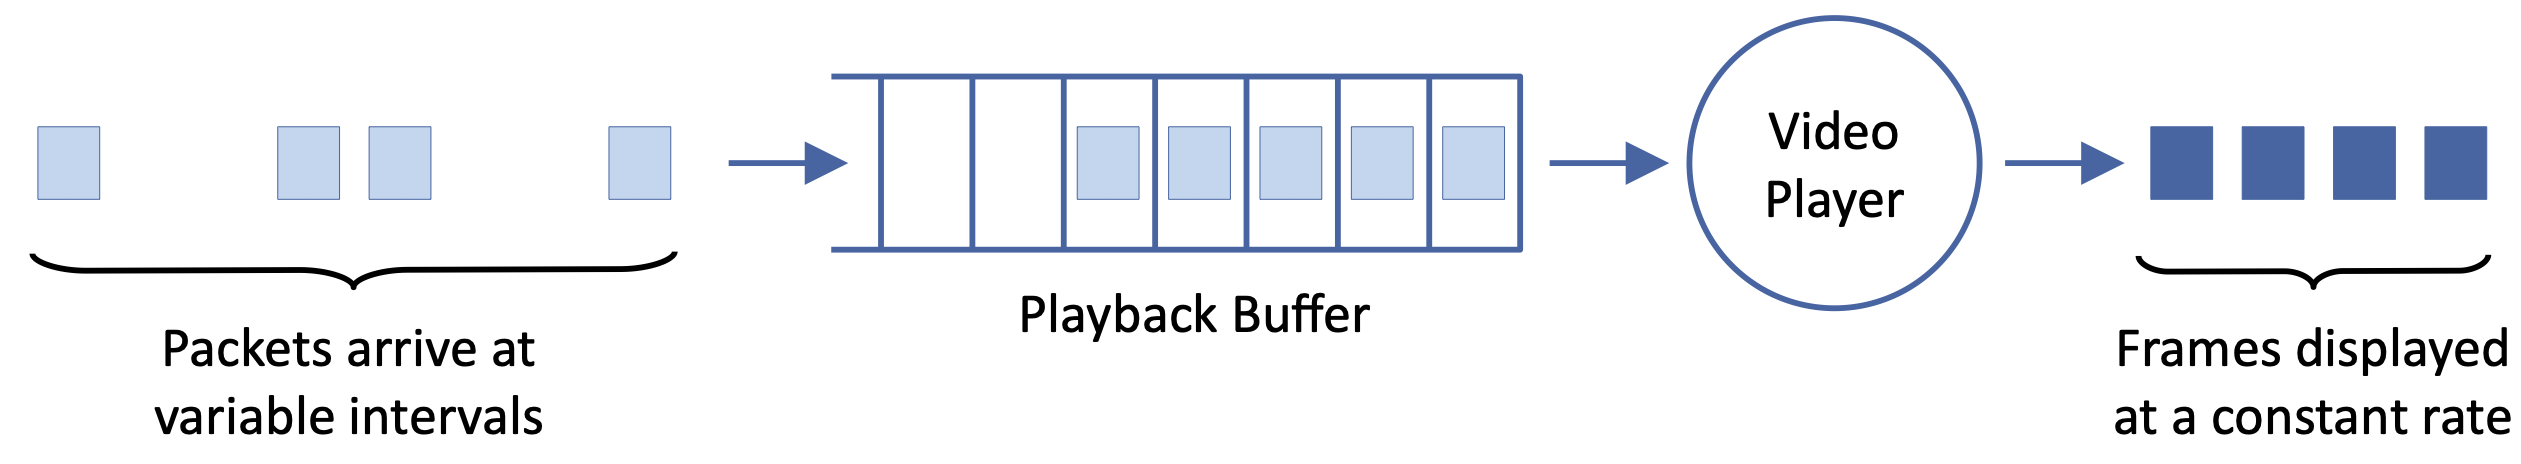 Packets arrive at
variable intervals
Playback Buffer
Video
Player
Frames displayed
at a constant rate